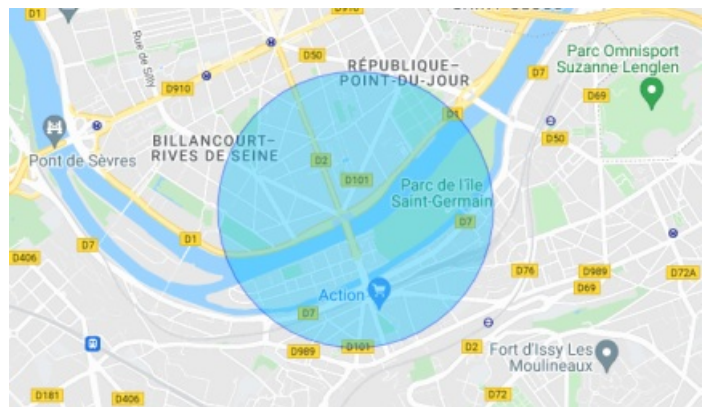 D1
D910
Rue de Silly
D50
RÉPUBLIQUE-
POINT-DU-JOUR
Parc Omnisport
Suzanne Lenglen
D7
D910
D69
D1
D50
BILLANCOURT-
RIVES DE SEINE
Pont de Sèvres
D2
D101
Parc de l'île
Saint-Germain
D7
D1
D7
D406
D76
D989
D72A
D69
Action
D7
D989
D101
D2
Fort d'Issy Les
Moulineaux
D181
D406
D72